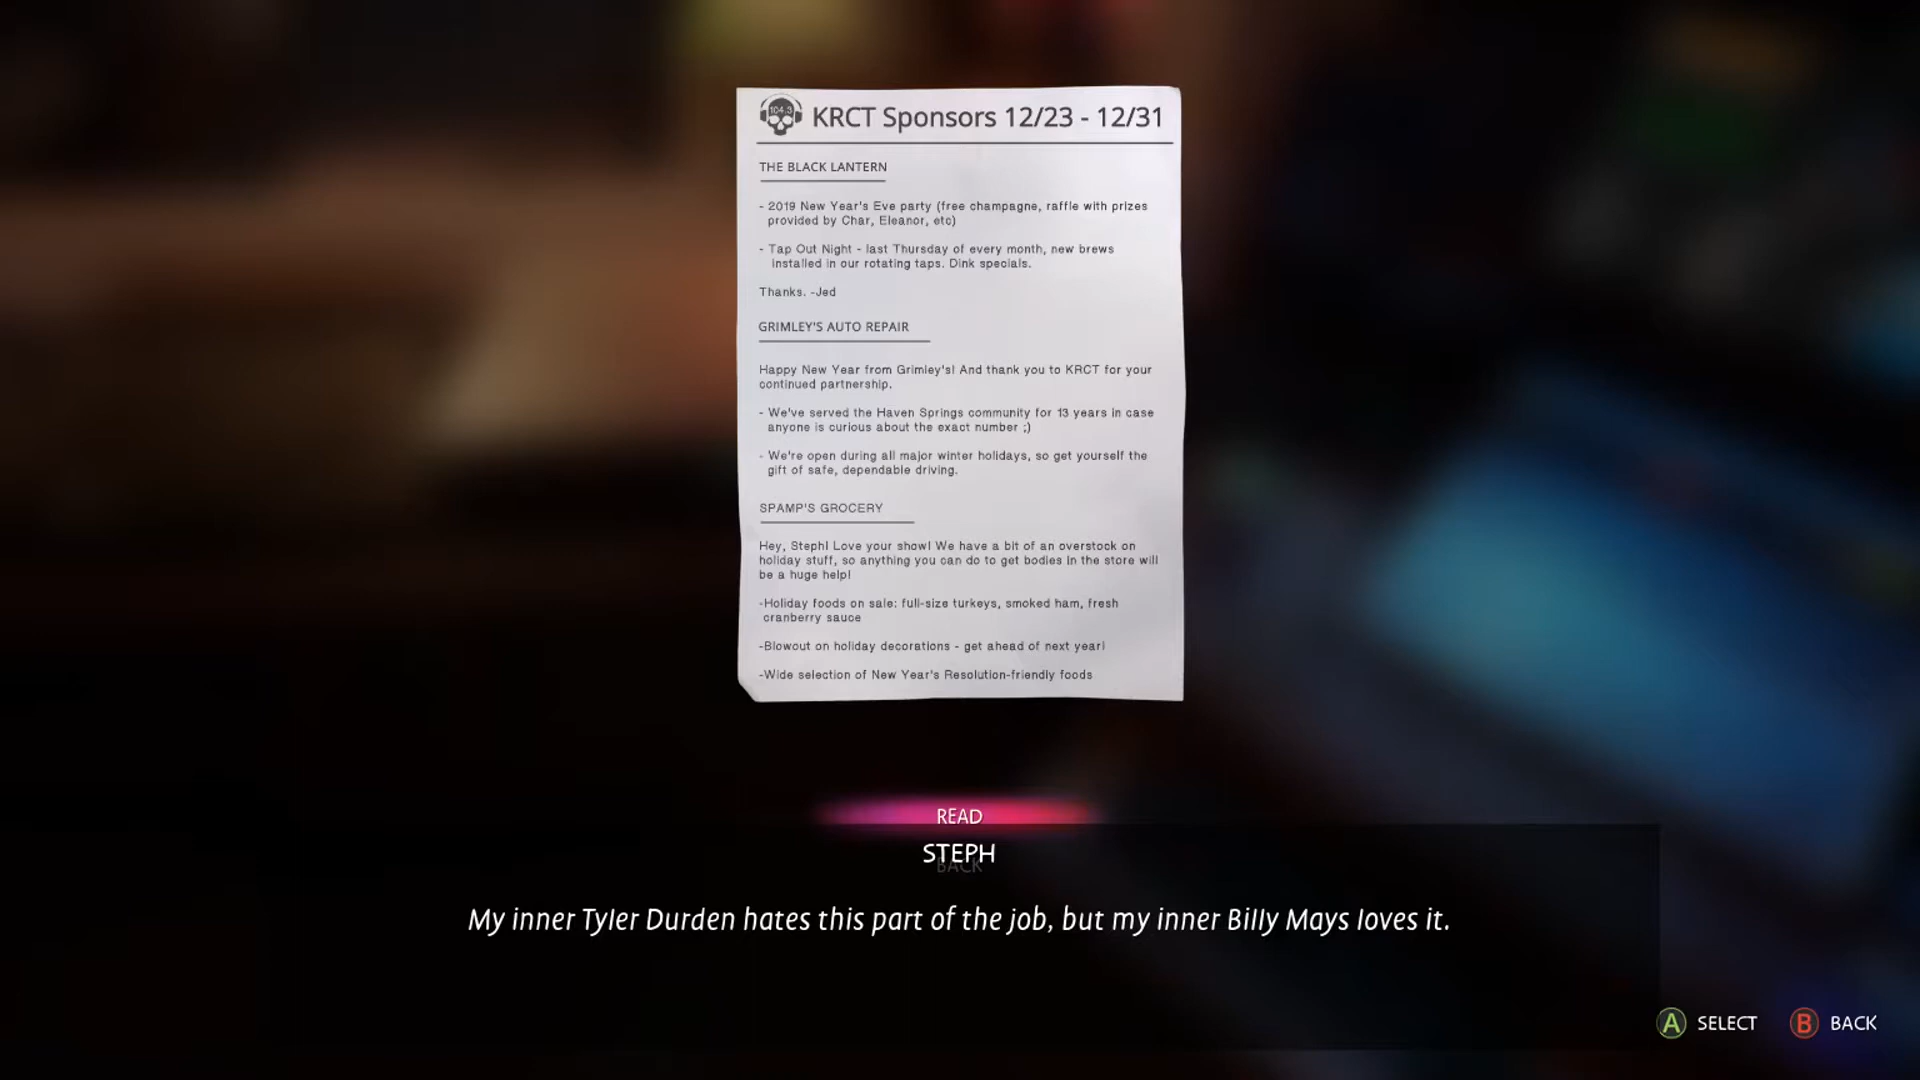 104.3
KRCT Sponsors 12/23 - 12/31
THE BLACK LANTERN
- 2019 New Year's Eve party (free champagne, raffle with prizes
provided by Char, Eleanor, etc)
- Tap Out Night - last Thursday of every month, new brews
installed in our rotating taps. Dink specials.
Thanks. -Jed
GRIMLEY'S AUTO REPAIR
Happy New Year from Grimley's! And thank you to KRCT for your
continued partnership.
- We've served the Haven Springs community for 13 years in case
anyone is curious about the exact number ;)
- We're open during all major winter holidays, so get yourself the
gift of safe, dependable driving.
SPAMP'S GROCERY
Hey, Steph! Love your show! We have a bit of an overstock on
holiday stuff, so anything you can do to get bodies in the store will
be a huge help!
-Holiday foods on sale: full-size turkeys, smoked ham, fresh
cranberry sauce
-Blowout on holiday decorations - get ahead of next year!
-Wide selection of New Year's Resolution-friendly foods
READ
STEPH
BACK
My inner Tyler Durden hates this part of the job, but my inner Billy Mays loves it.
A SELECT B BACK